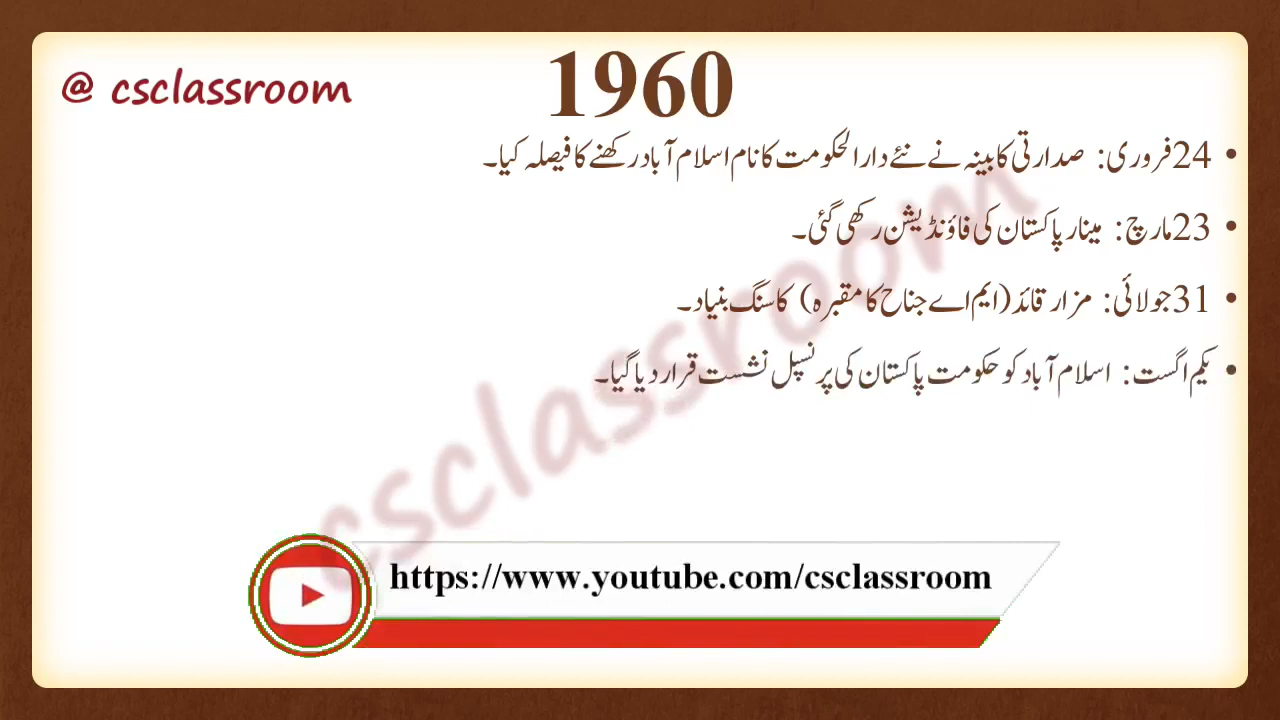 @ csclassroom
1960
• 24فروری: صدارتی کابینہ نے نئے دارالحکومت کا نام اسلام آباد رکھنے کا فیصلہ کیا۔
• 23مارچ: مینار پاکستان کی فاؤنڈیشن رکھی گئی۔
• 31جولائی: مزار قائد (ایم اے جناح کا مقبرہ) کا سنگ بنیاد۔
• یکم اگست: اسلام آباد کو حکومت پاکستان کی پرنسپل نشست قرار دیا گیا۔
csclassroom
https://www.youtube.com/csclassroom